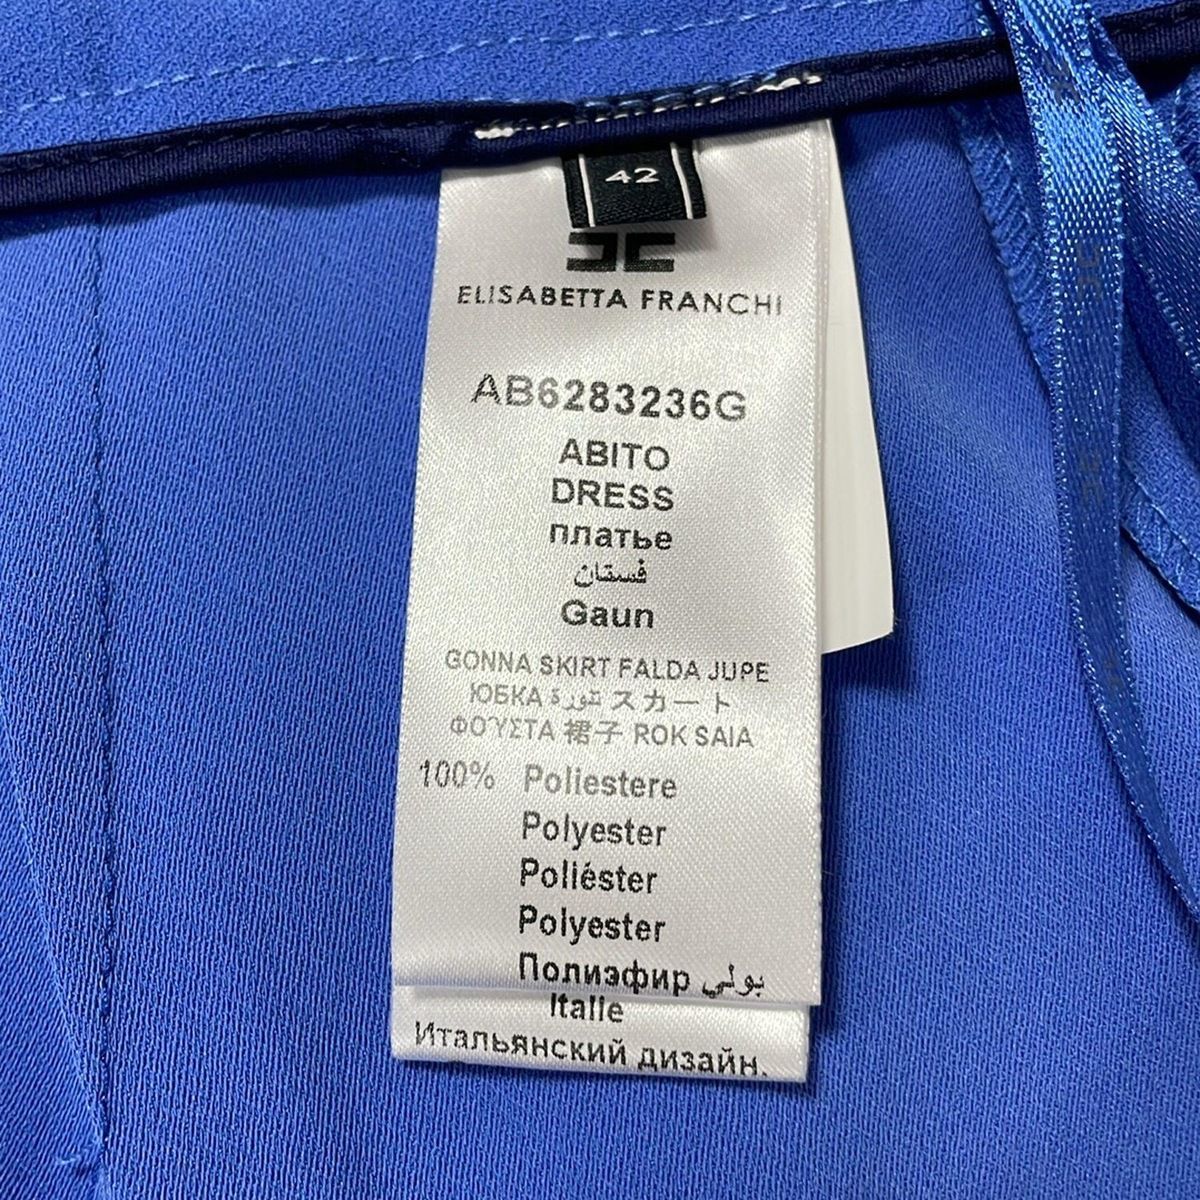 42
ELISABETTA FRANCHI
AB6283236G
ABITO
DRESS
платье
فستان
Gaun
GONNA SKIRT FALDA JUPE
ЮБКА تنورة スカート
ΦΟΎΣΤΑ 裙子 ROK SAIA
100% Poliestere
Polyester
Poliéster
Polyester
Полиэфир بولي
Italie
Итальянский дизайн.